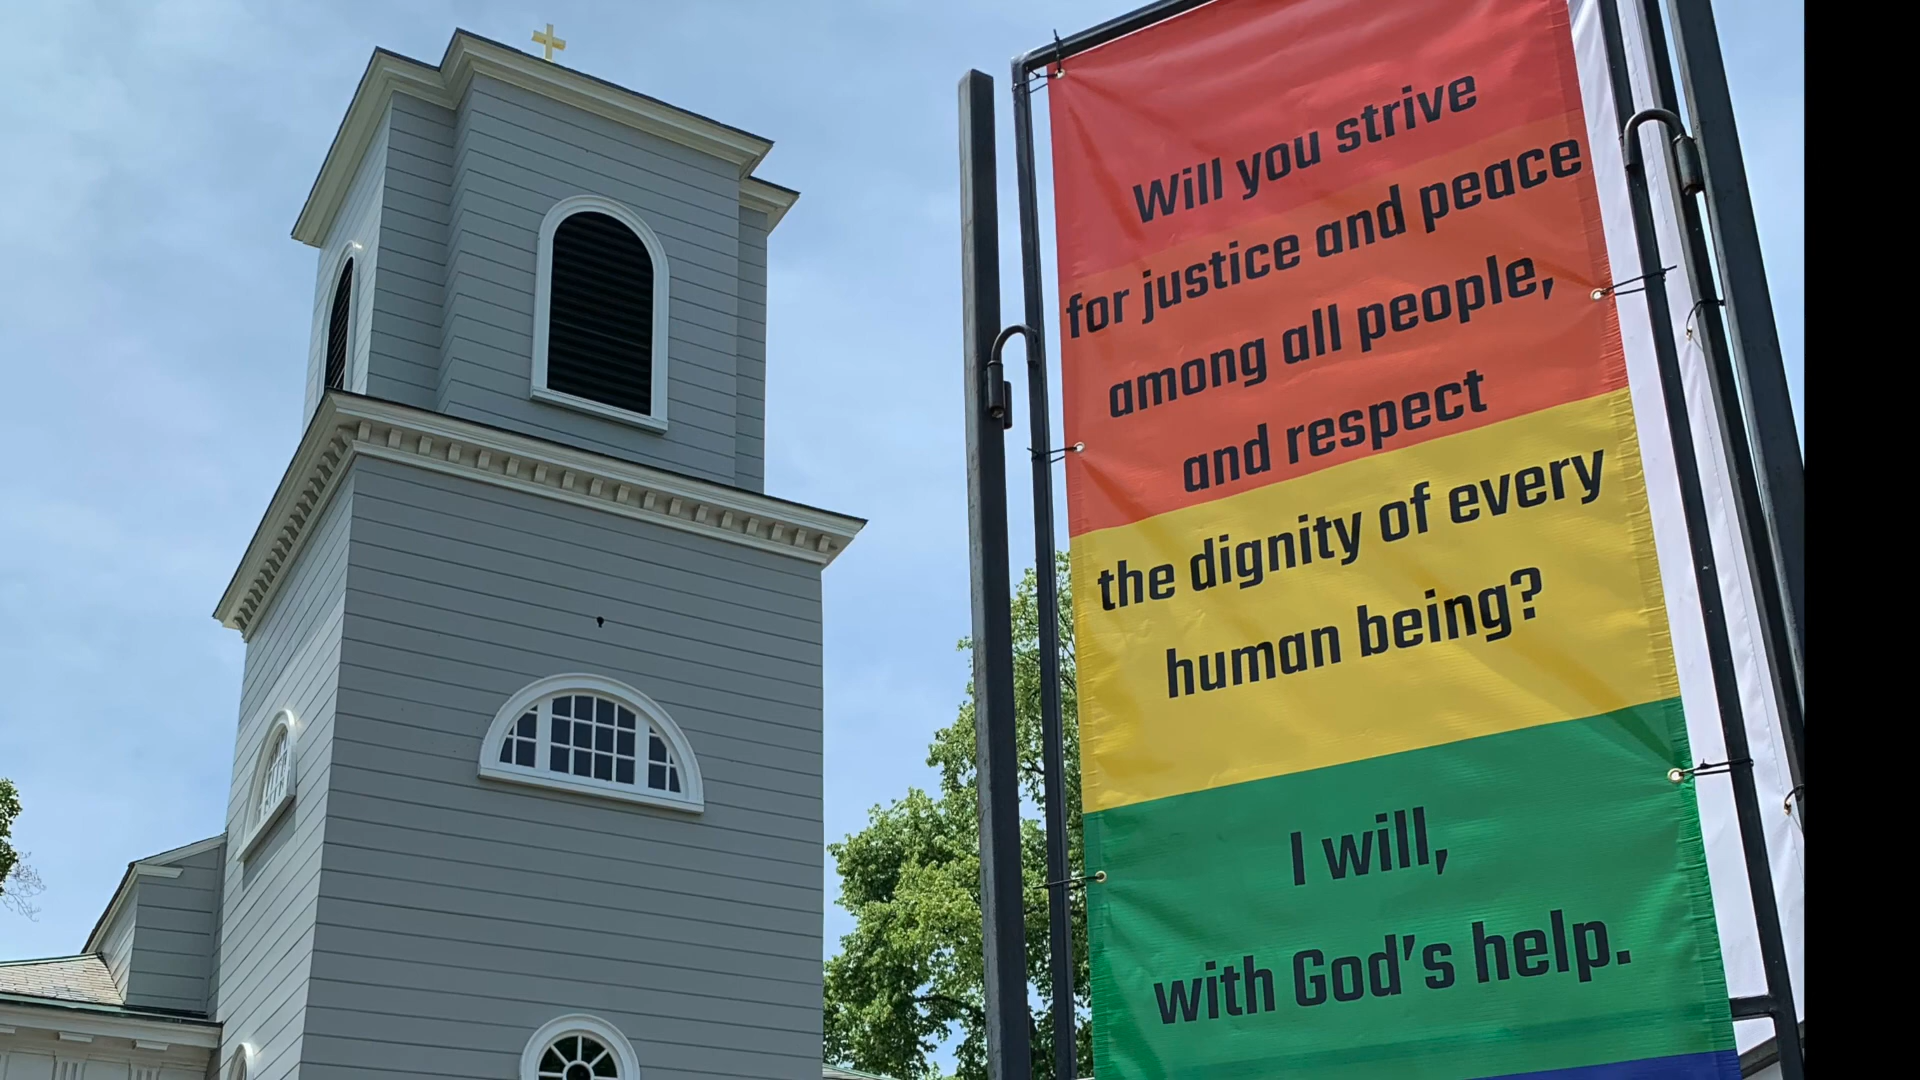 Will you strive
for justice and peace
among all people,
and respect
the dignity of every
human being?
I will,
with God's help.